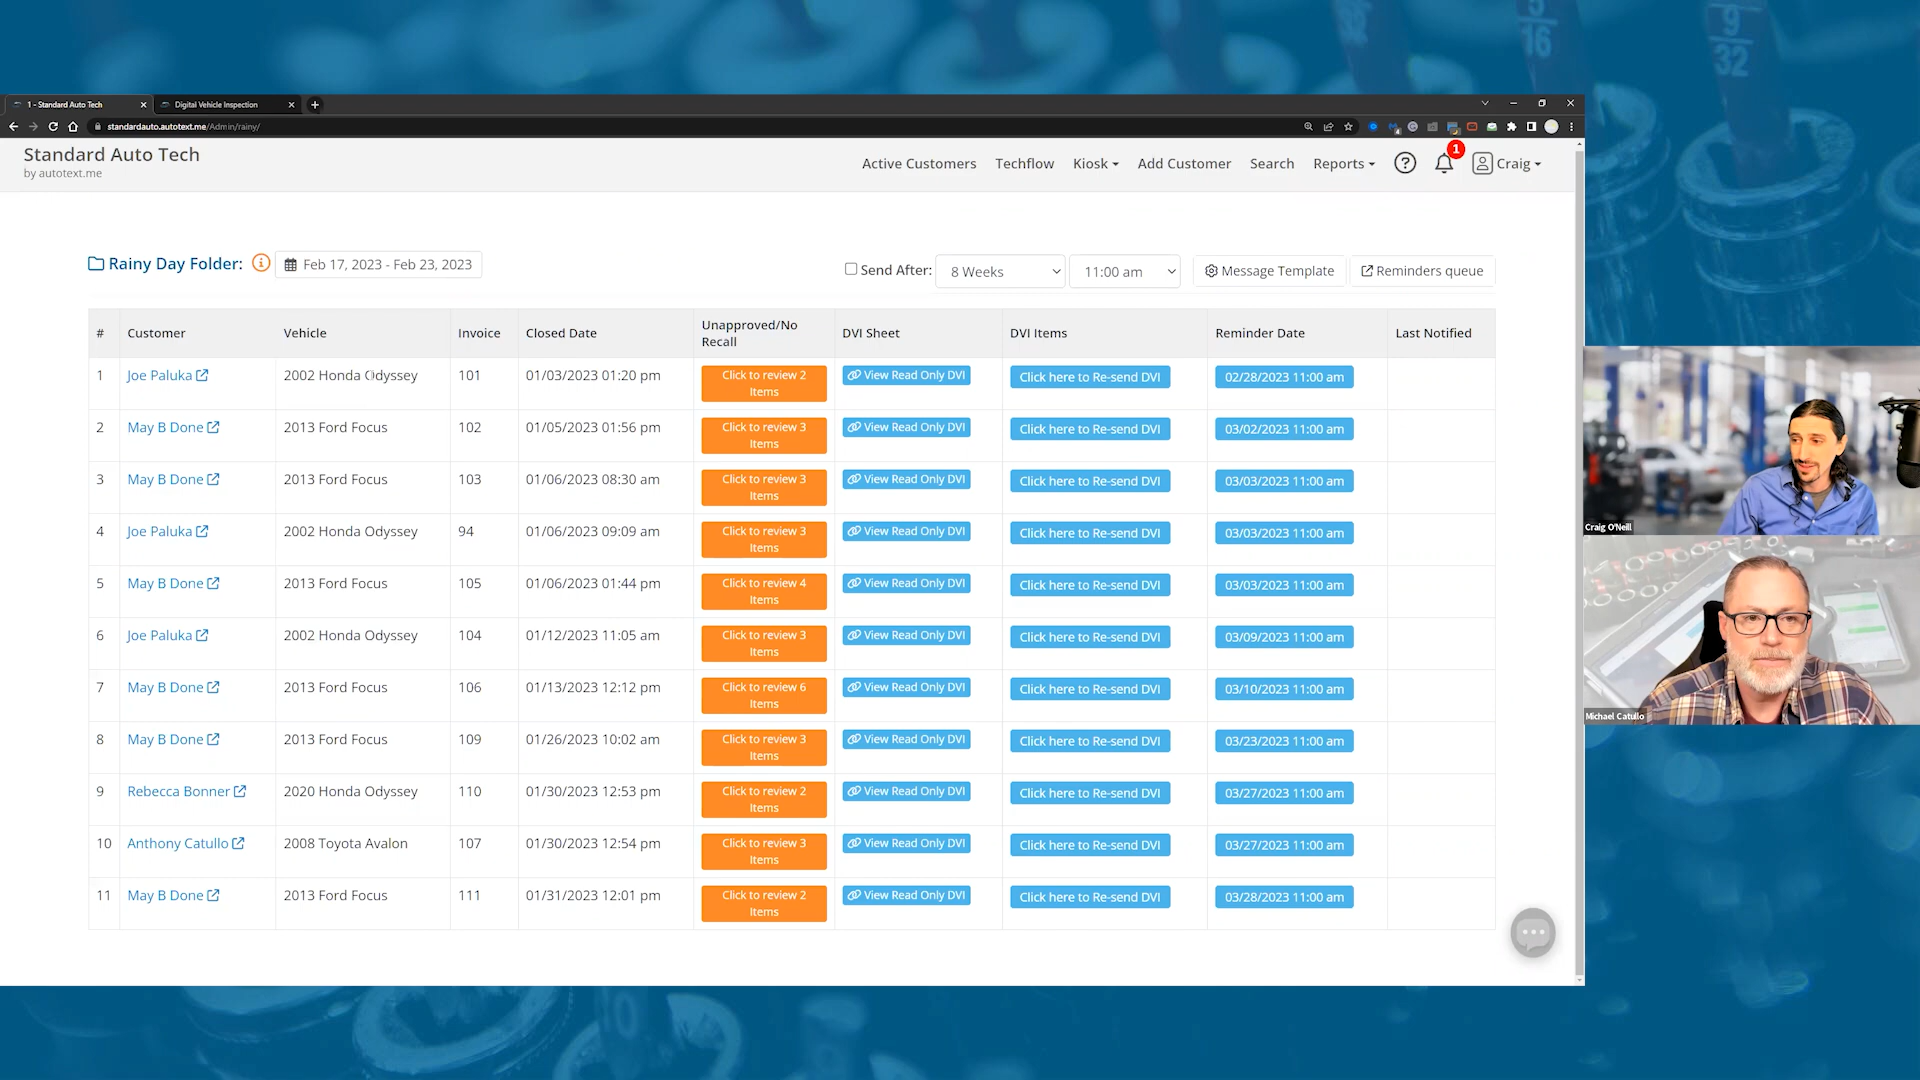 5
16
9
32
1 - Standard Auto Tech
Digital Vehicle Inspection
standardauto.autotext.me/Admin/rainy/
Standard Auto Tech
by autotext.me
Active Customers
Techflow
Kiosk
Add Customer
Search
Reports
1
Craig
Rainy Day Folder:
Feb 17, 2023 - Feb 23, 2023
Send After:
8 Weeks
11:00 am
Message Template
Reminders queue
# Customer Vehicle Invoice Closed Date Unapproved/No Recall DVI Sheet DVI Items Reminder Date Last Notified
1 Joe Paluka 2002 Honda Odyssey 101 01/03/2023 01:20 pm Click to review 2 Items View Read Only DVI Click here to Re-send DVI 02/28/2023 11:00 am
2 May B Done 2013 Ford Focus 102 01/05/2023 01:56 pm Click to review 3 Items View Read Only DVI Click here to Re-send DVI 03/02/2023 11:00 am
3 May B Done 2013 Ford Focus 103 01/06/2023 08:30 am Click to review 3 Items View Read Only DVI Click here to Re-send DVI 03/03/2023 11:00 am
4 Joe Paluka 2002 Honda Odyssey 94 01/06/2023 09:09 am Click to review 3 Items View Read Only DVI Click here to Re-send DVI 03/03/2023 11:00 am
5 May B Done 2013 Ford Focus 105 01/06/2023 01:44 pm Click to review 4 Items View Read Only DVI Click here to Re-send DVI 03/03/2023 11:00 am
6 Joe Paluka 2002 Honda Odyssey 104 01/12/2023 11:05 am Click to review 3 Items View Read Only DVI Click here to Re-send DVI 03/09/2023 11:00 am
7 May B Done 2013 Ford Focus 106 01/13/2023 12:12 pm Click to review 6 Items View Read Only DVI Click here to Re-send DVI 03/10/2023 11:00 am
8 May B Done 2013 Ford Focus 109 01/26/2023 10:02 am Click to review 3 Items View Read Only DVI Click here to Re-send DVI 03/23/2023 11:00 am
9 Rebecca Bonner 2020 Honda Odyssey 110 01/30/2023 12:53 pm Click to review 2 Items View Read Only DVI Click here to Re-send DVI 03/27/2023 11:00 am
10 Anthony Catullo 2008 Toyota Avalon 107 01/30/2023 12:54 pm Click to review 3 Items View Read Only DVI Click here to Re-send DVI 03/27/2023 11:00 am
11 May B Done 2013 Ford Focus 111 01/31/2023 12:01 pm Click to review 2 Items View Read Only DVI Click here to Re-send DVI 03/28/2023 11:00 am
Craig O'Neill
Michael Catullo